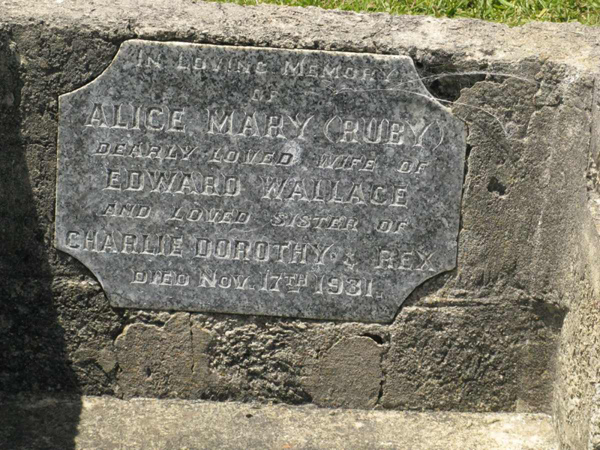 IN LOVING MEMORY
OF
ALICE MARY (RUBY)
DEARLY LOVED WIFE OF
EDWARD WALLACE
AND LOVED SISTER OF
CHARLIE DOROTHY & REX
DIED NOV. 17TH 1931.